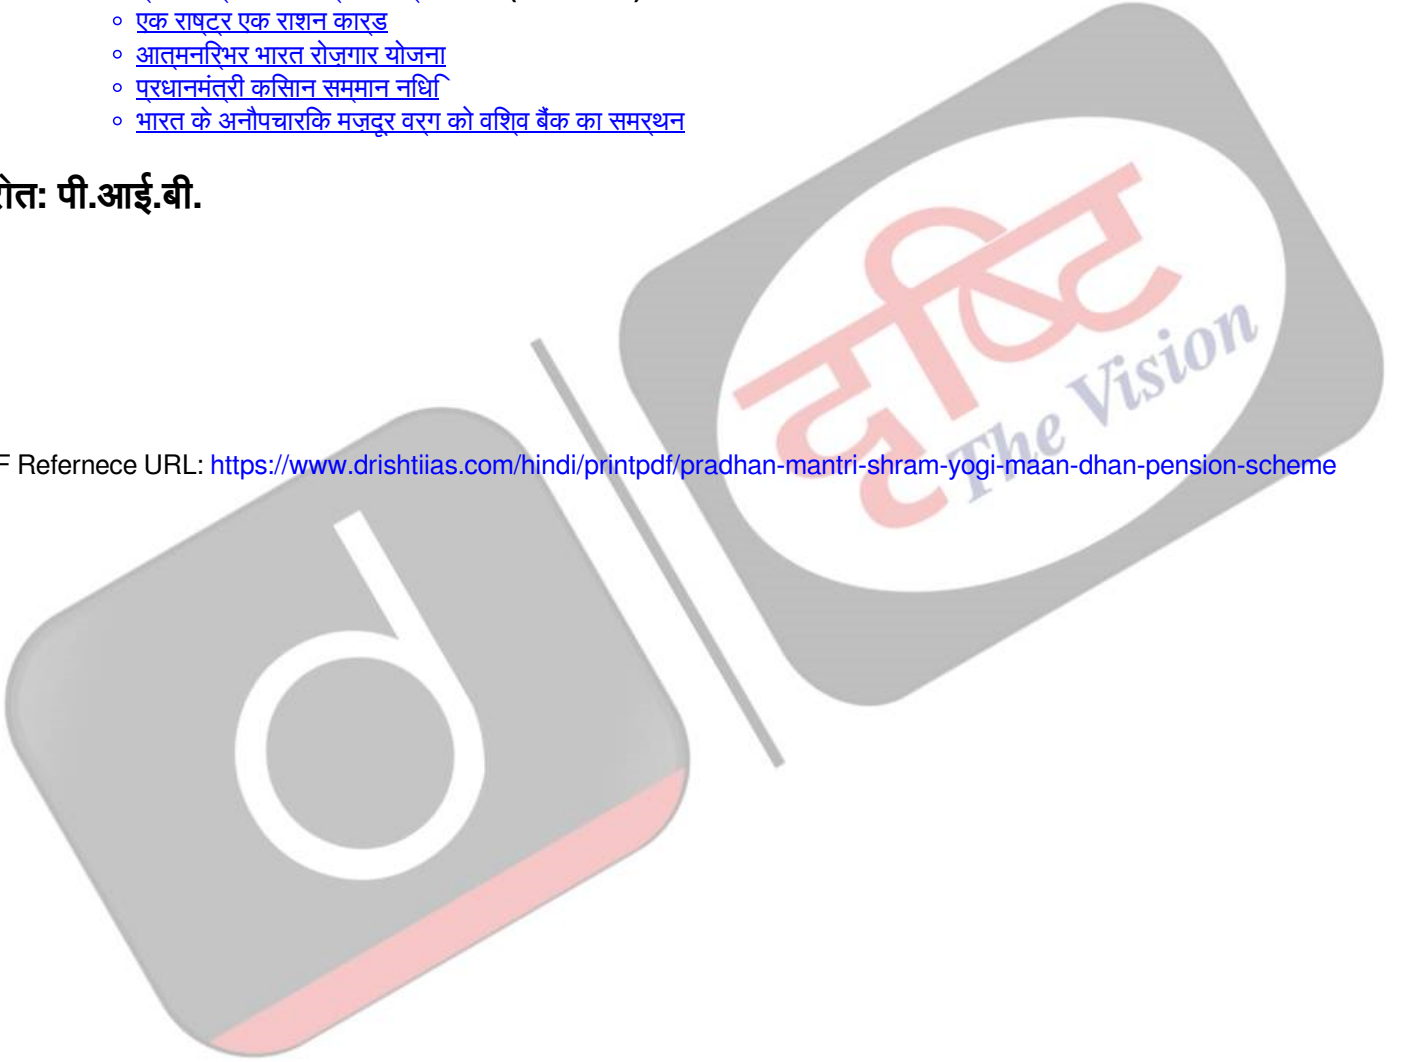 एक राष्ट्र एक राशन कार्ड
आत्मनिर्भर भारत रोज़गार योजना
प्रधानमंत्री किसान सम्मान निधि
भारत के अनौपचारिक मज़दूर वर्ग को विश्व बैंक का समर्थन
पी.आई.बी.
दृष्टि
The Vision
F Refernece URL: https://www.drishtiias.com/hindi/printpdf/pradhan-mantri-shram-yogi-maan-dhan-pension-scheme
d